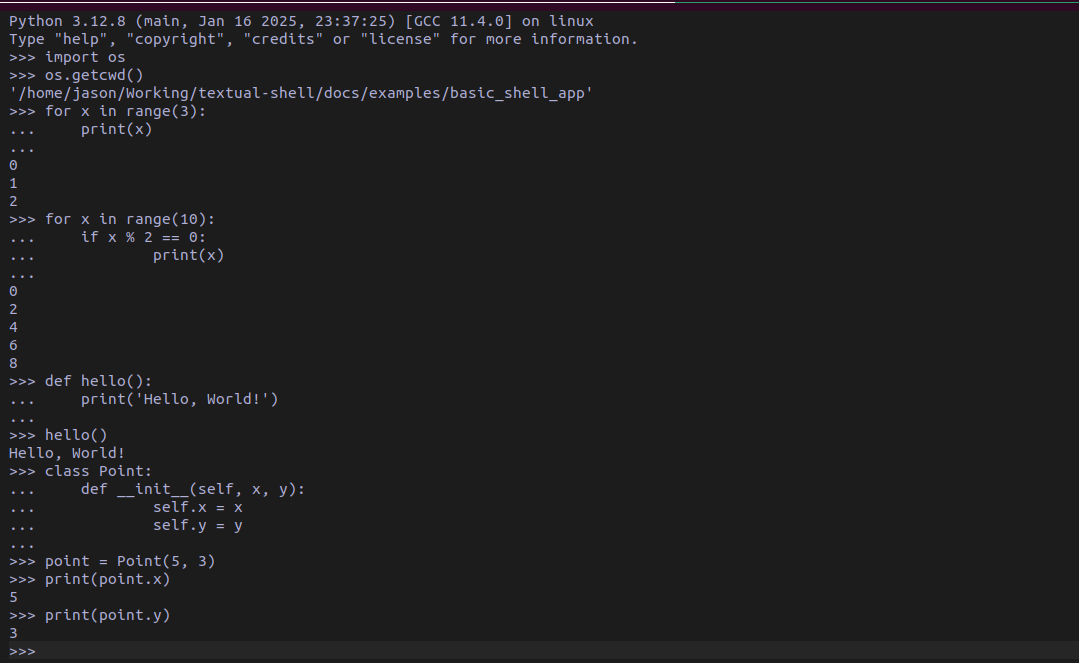 Python 3.12.8 (main, Jan 16 2025, 23:37:25) [GCC 11.4.0] on linux
Type "help", "copyright", "credits" or "license" for more information.
>>> import os
>>> os.getcwd()
'/home/jason/Working/textual-shell/docs/examples/basic_shell_app'
>>> for x in range(3):
...     print(x)
...
0
1
2
>>> for x in range(10):
...     if x % 2 == 0:
...             print(x)
...
0
2
4
6
8
>>> def hello():
...     print('Hello, World!')
...
>>> hello()
Hello, World!
>>> class Point:
...     def __init__(self, x, y):
...             self.x = x
...             self.y = y
...
>>> point = Point(5, 3)
>>> print(point.x)
5
>>> print(point.y)
3
>>>